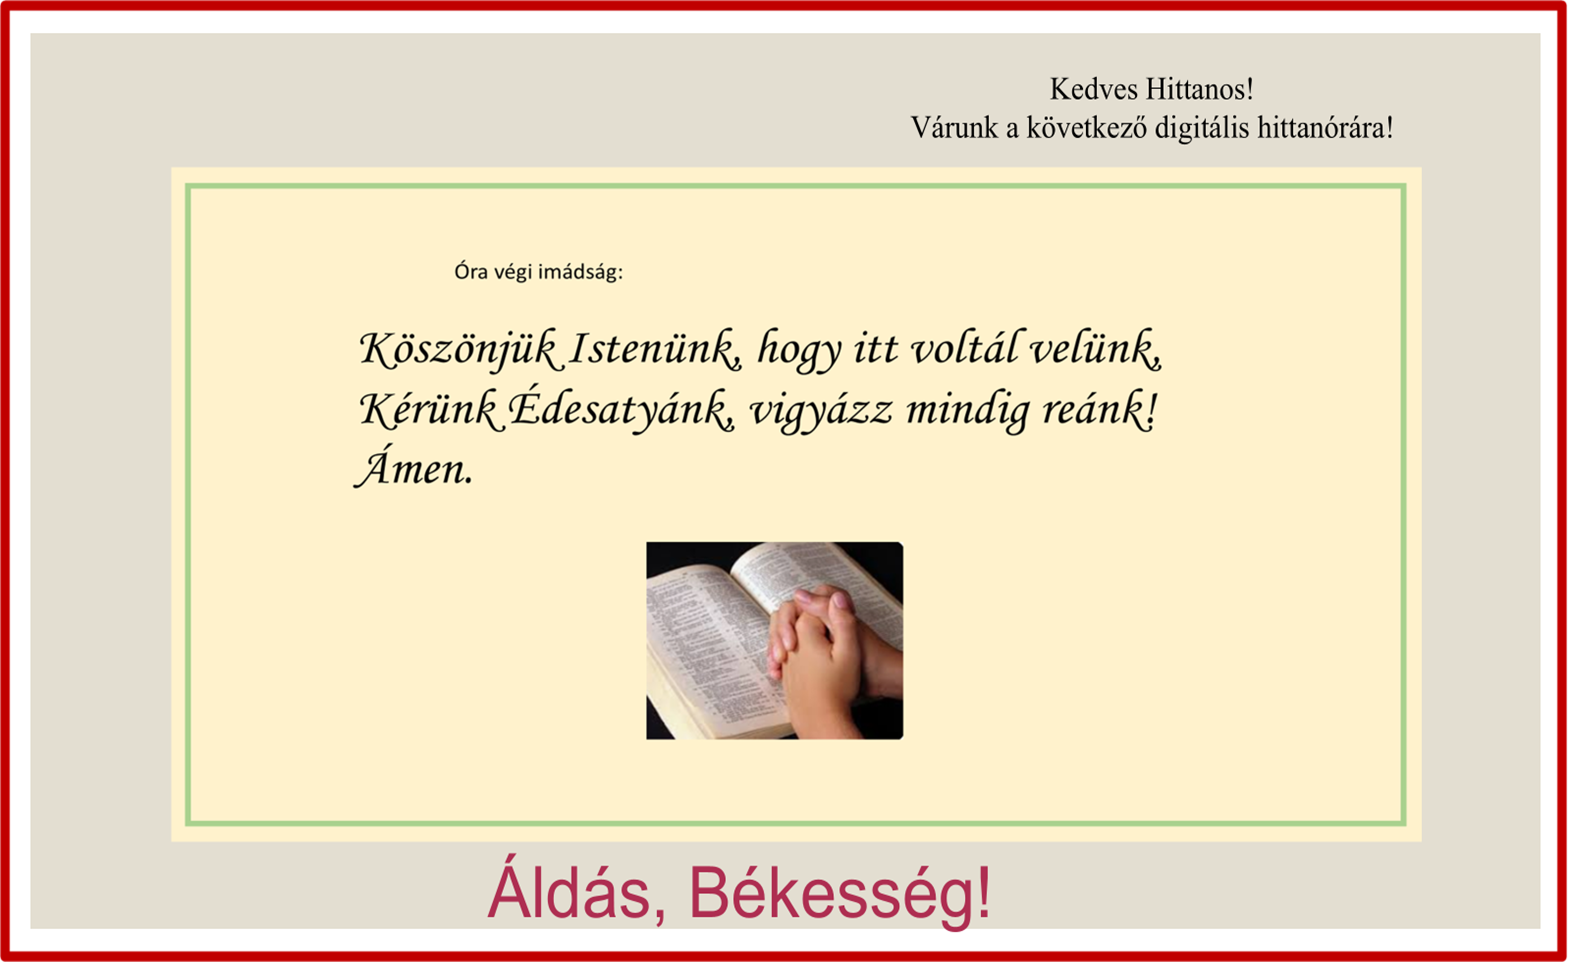 Kedves Hittanos!
Várunk a következő digitális hittanórára!
Óra végi imádság:
Köszönjük Istenünk, hogy itt voltál velünk,
Kérünk Édesatyánk, vigyázz mindig reánk!
Ámen.
Áldás, Békesség!